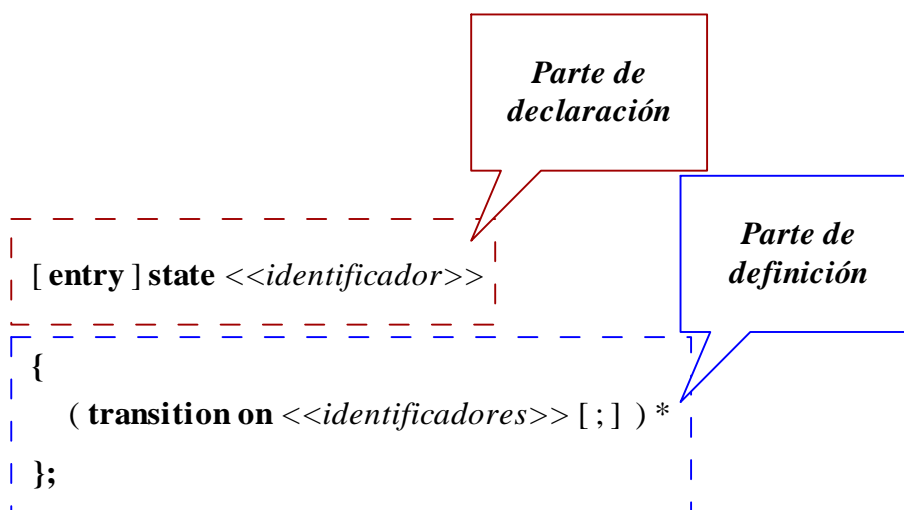 Parte de
declaración
Parte de
definición
[ entry ] state <<identificador>>
{
( transition on <<identificadores>> [ ; ] ) *
};